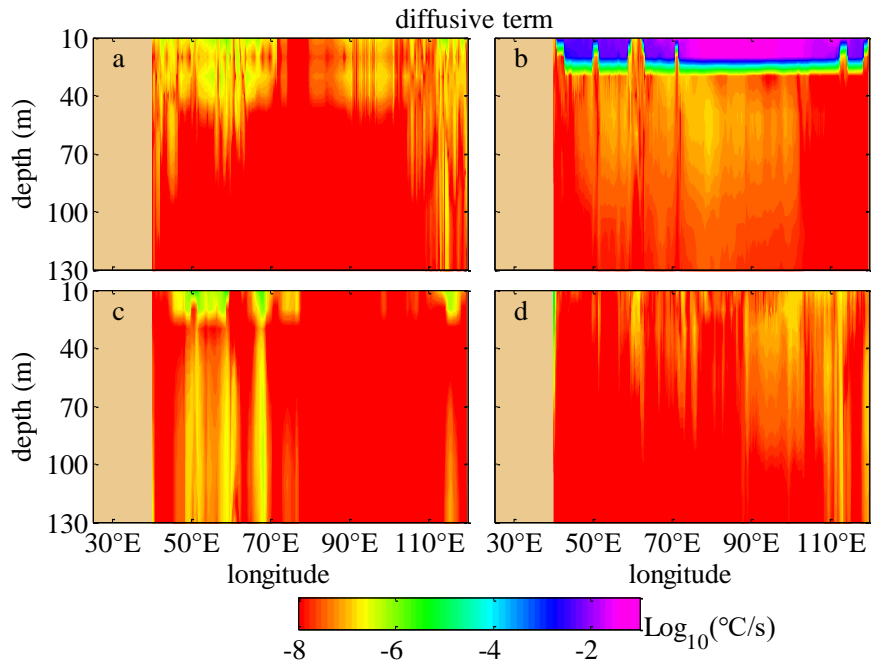 diffusive term
a
b
c
d
10
40
70
100
130
depth (m)
10
40
70
100
130
depth (m)
30°E 50°E 70°E 90°E 110°E
longitude
30°E 50°E 70°E 90°E 110°E
longitude
-8 -6 -4 -2
Log10(°C/s)